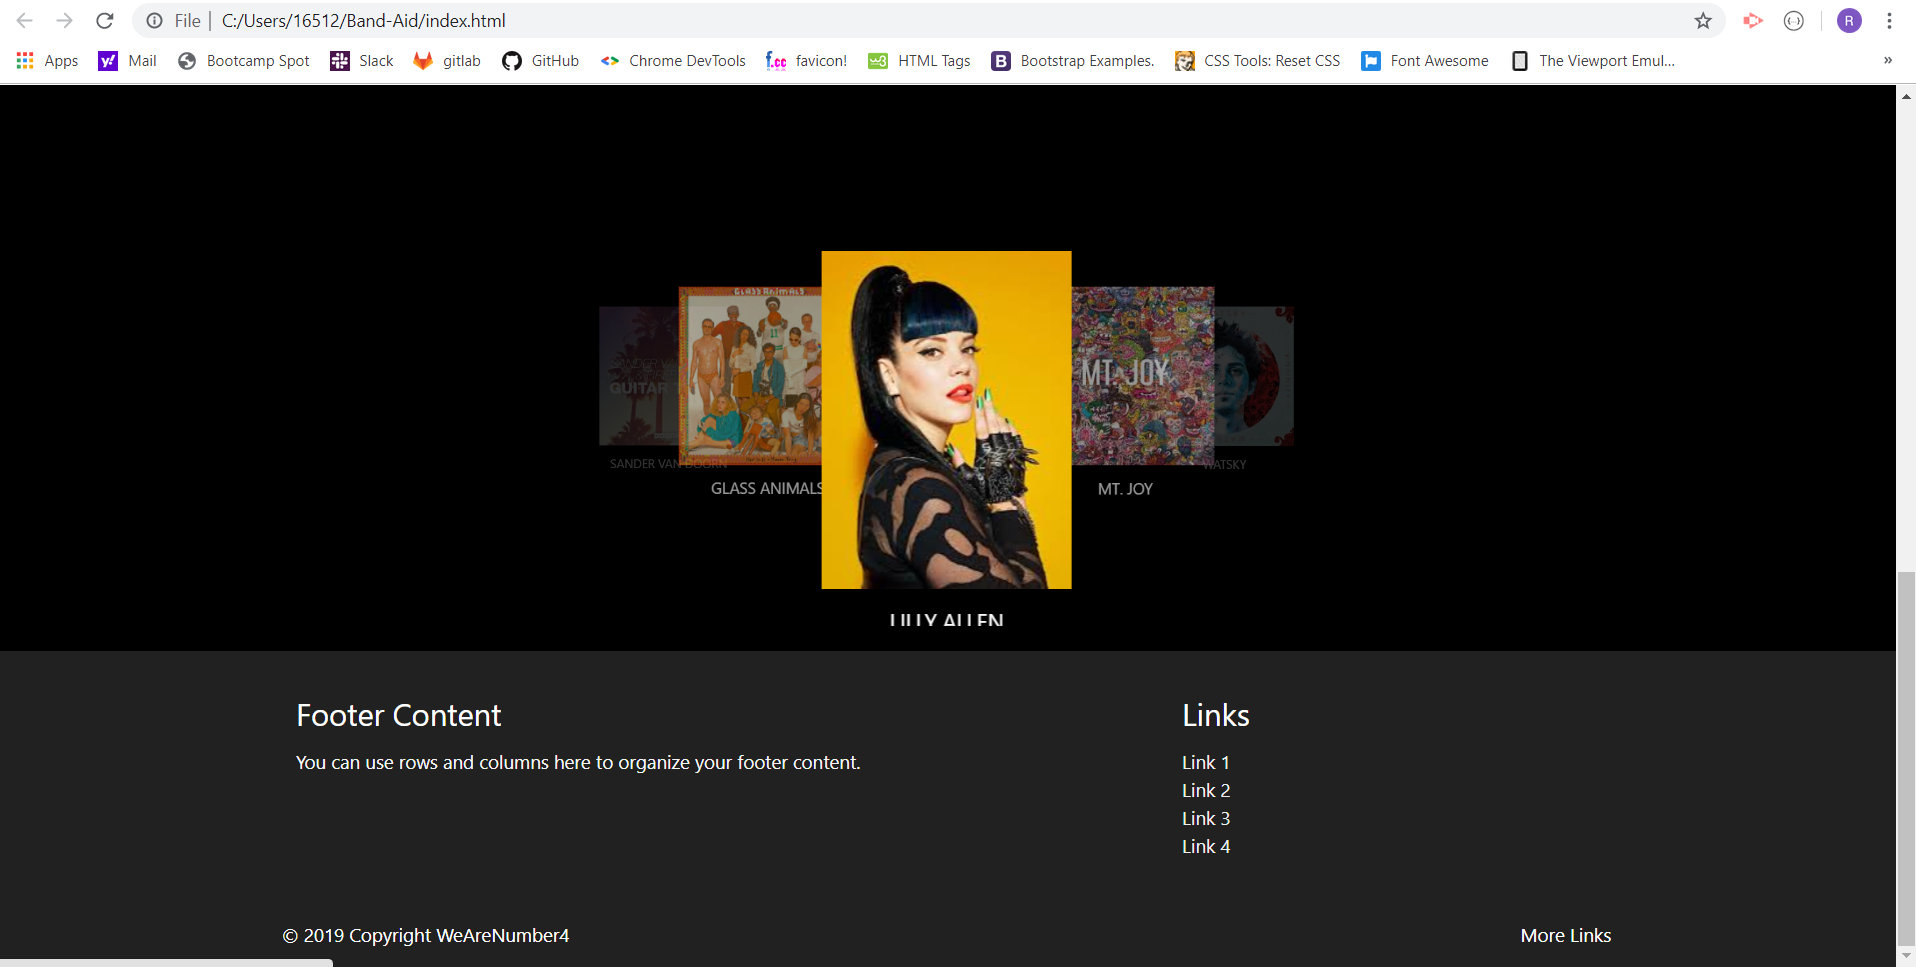 File | C:/Users/16512/Band-Aid/index.html
R
Apps Mail Bootcamp Spot Slack gitlab GitHub Chrome DevTools f.cc favicon! w3 HTML Tags B Bootstrap Examples. CSS Tools: Reset CSS Font Awesome The Viewport Emul... »
GLASS ANIMALS
SANDER VAN
GUITAR
MT. JOY
SANDER VAN DOORN
WATSKY
GLASS ANIMALS
MT. JOY
LILLY ALLEN
Footer Content
Links
You can use rows and columns here to organize your footer content.
Link 1
Link 2
Link 3
Link 4
© 2019 Copyright WeAreNumber4
More Links